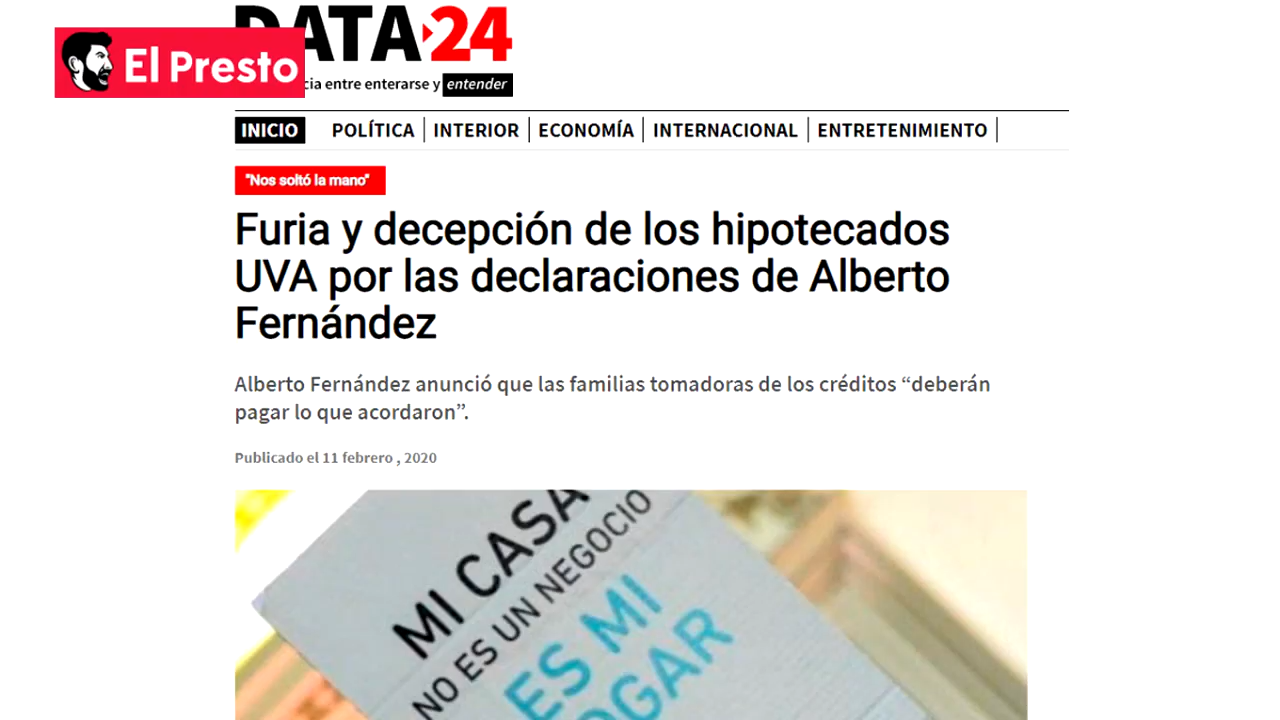 DATA24
El Presto
cia entre enterarse y entender
INICIO POLÍTICA INTERIOR ECONOMÍA INTERNACIONAL ENTRETENIMIENTO
"Nos soltó la mano"
Furia y decepción de los hipotecados
UVA por las declaraciones de Alberto
Fernández
Alberto Fernández anunció que las familias tomadoras de los créditos “deberán
pagar lo que acordaron”.
Publicado el 11 febrero , 2020
MI CASA
NO ES UN NEGOCIO
ES MI
OGAR